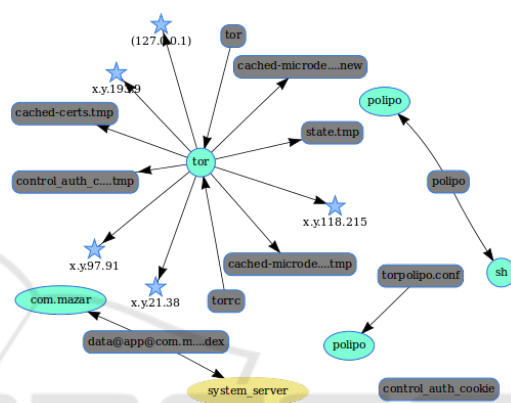 (127.0.0.1)
tor
x.y.193.9
cached-microde....new
polipo
cached-certs.tmp
state.tmp
tor
control_auth_c....tmp
polipo
x.y.118.215
x.y.97.91
cached-microde....tmp
sh
torpolipo.conf
x.y.21.38
com.mazar
torrc
data@app@com.m....dex
polipo
system_server
control_auth_cookie